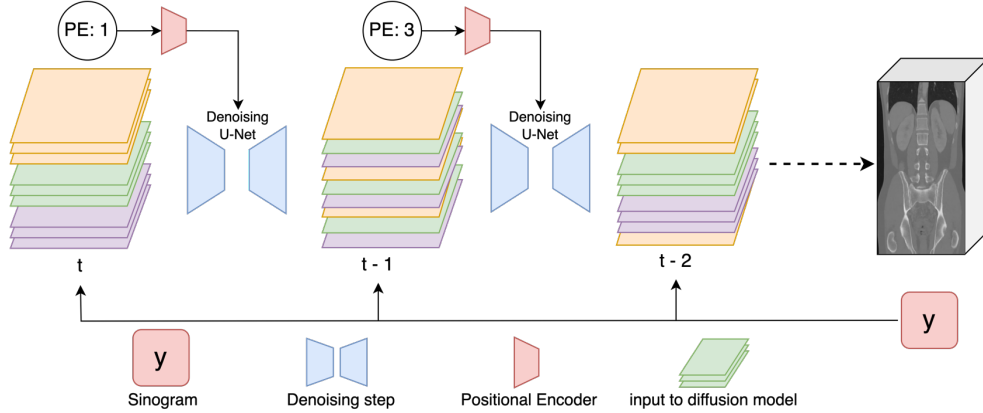 PE: 1
PE: 3
Denoising
U-Net
Denoising
U-Net
t
t - 1
t - 2
y
y
Sinogram
Denoising step
Positional Encoder
input to diffusion model